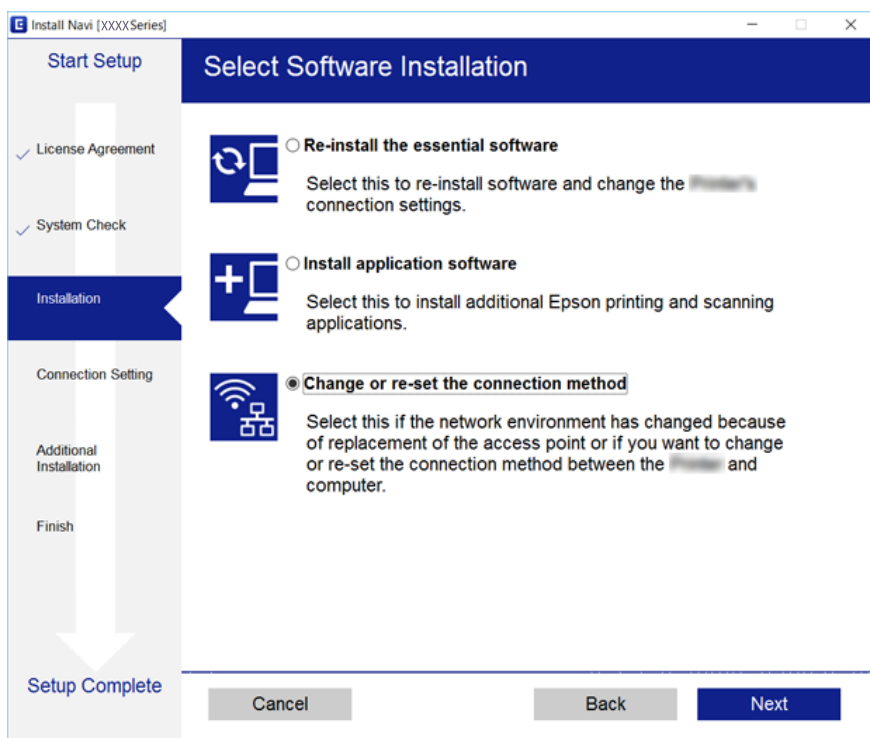 Install Navi [XXXXSeries]
Start Setup
License Agreement
System Check
Installation
Connection Setting
Additional
Installation
Finish
Setup Complete
Select Software Installation
Re-install the essential software
Select this to re-install software and change the
connection settings.
Install application software
Select this to install additional Epson printing and scanning
applications.
Change or re-set the connection method
Select this if the network environment has changed because
of replacement of the access point or if you want to change
or re-set the connection method between the and
computer.
Cancel
Back
Next